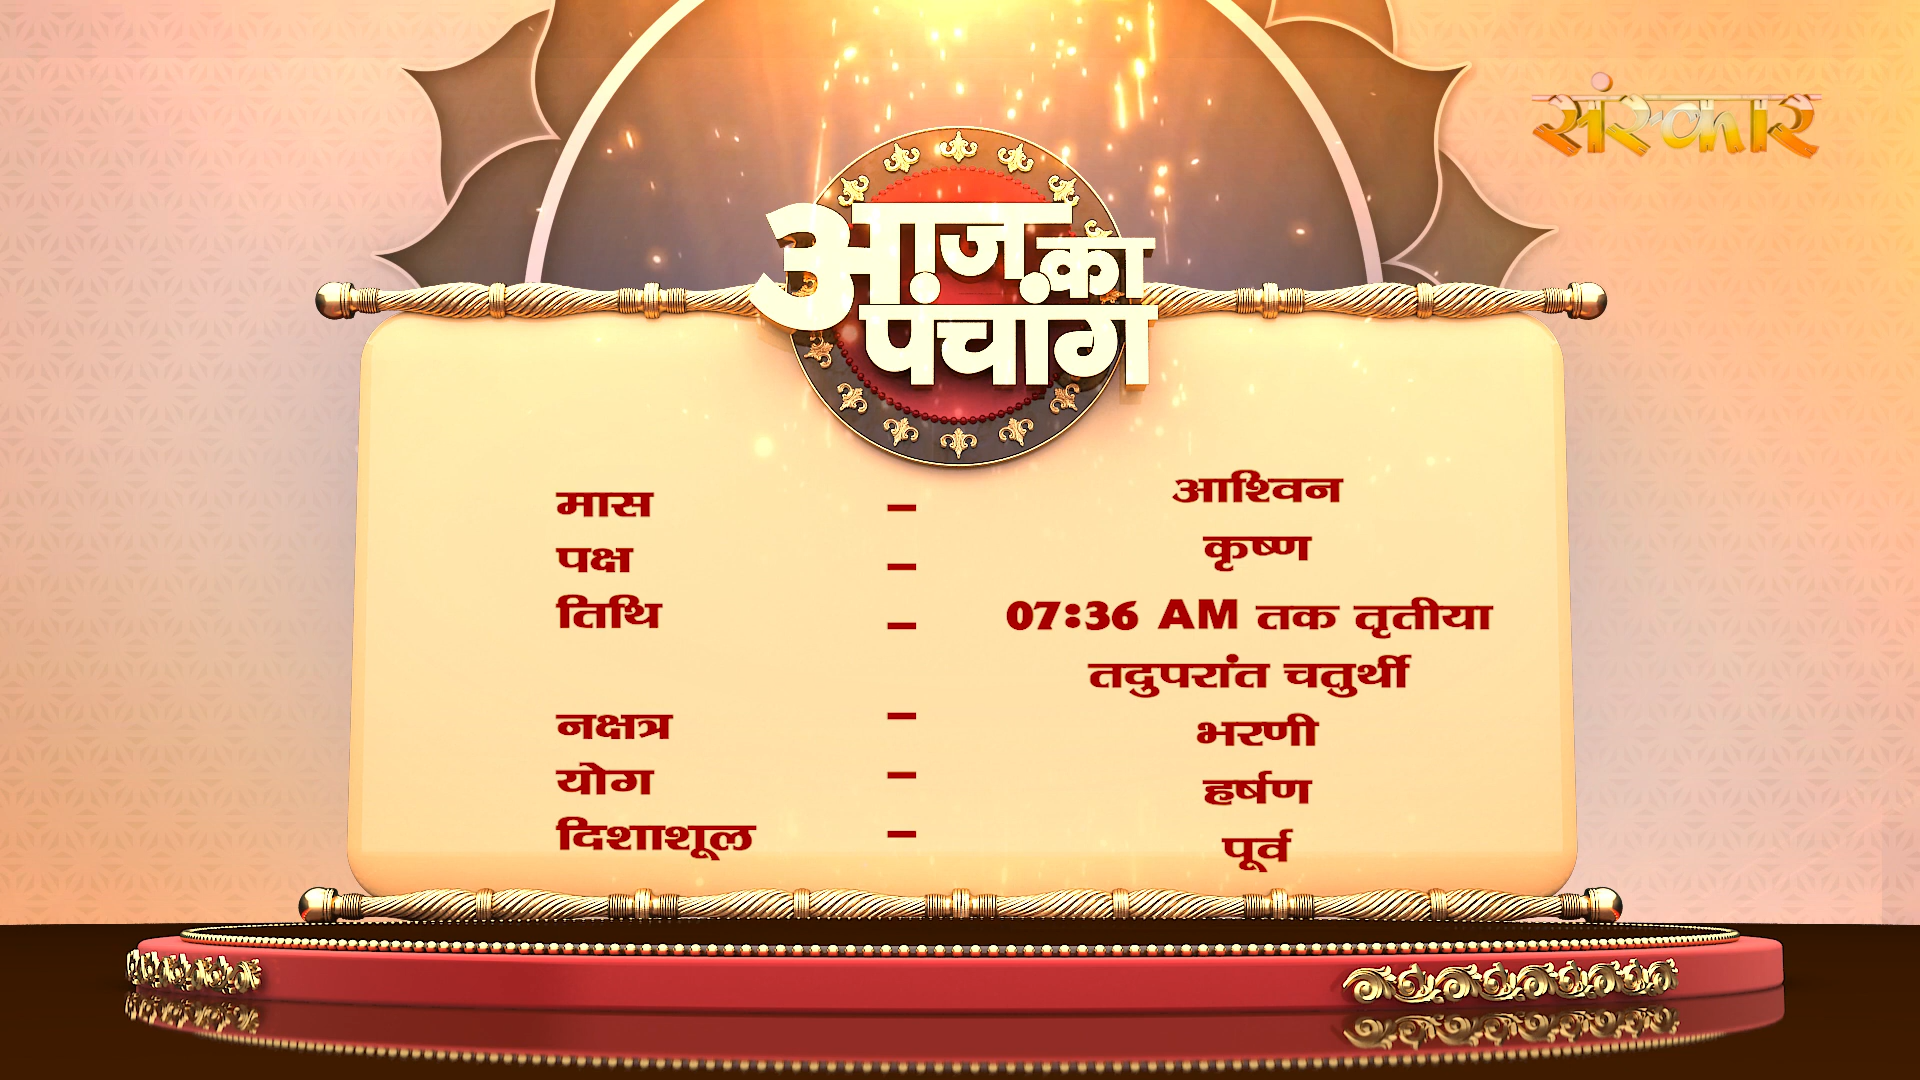 संस्कार
आज का
पंचांग
मास – आश्विन
पक्ष – कृष्ण
तिथि – 07:36 AM तक तृतीया
तदुपरांत चतुर्थी
नक्षत्र – भरणी
योग – हर्षण
दिशाशूल – पूर्व